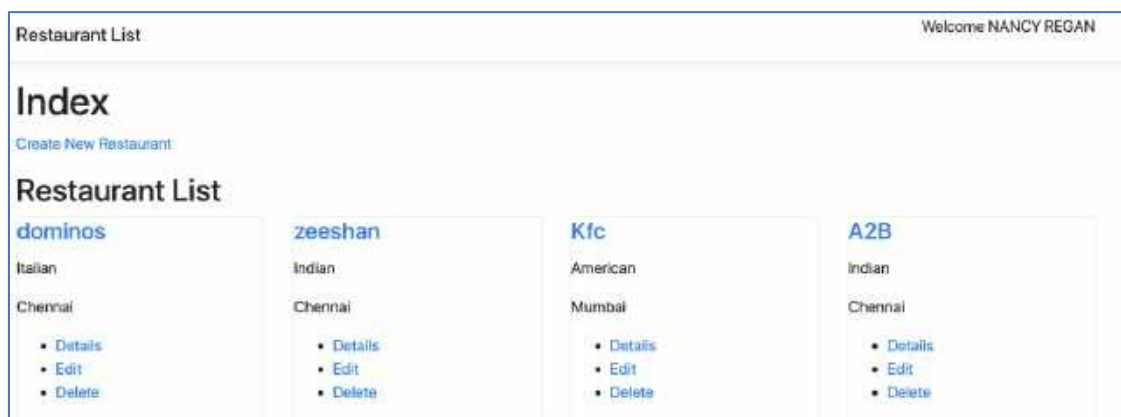 Restaurant List
Welcome NANCY REGAN
Index
Create New Restaurant
Restaurant List
dominos
Italian
Chennai
Details
Edit
Delete
zeeshan
Indian
Chennai
Details
Edit
Delete
Kfc
American
Mumbai
Details
Edit
Delete
A2B
Indian
Chennai
Details
Edit
Delete